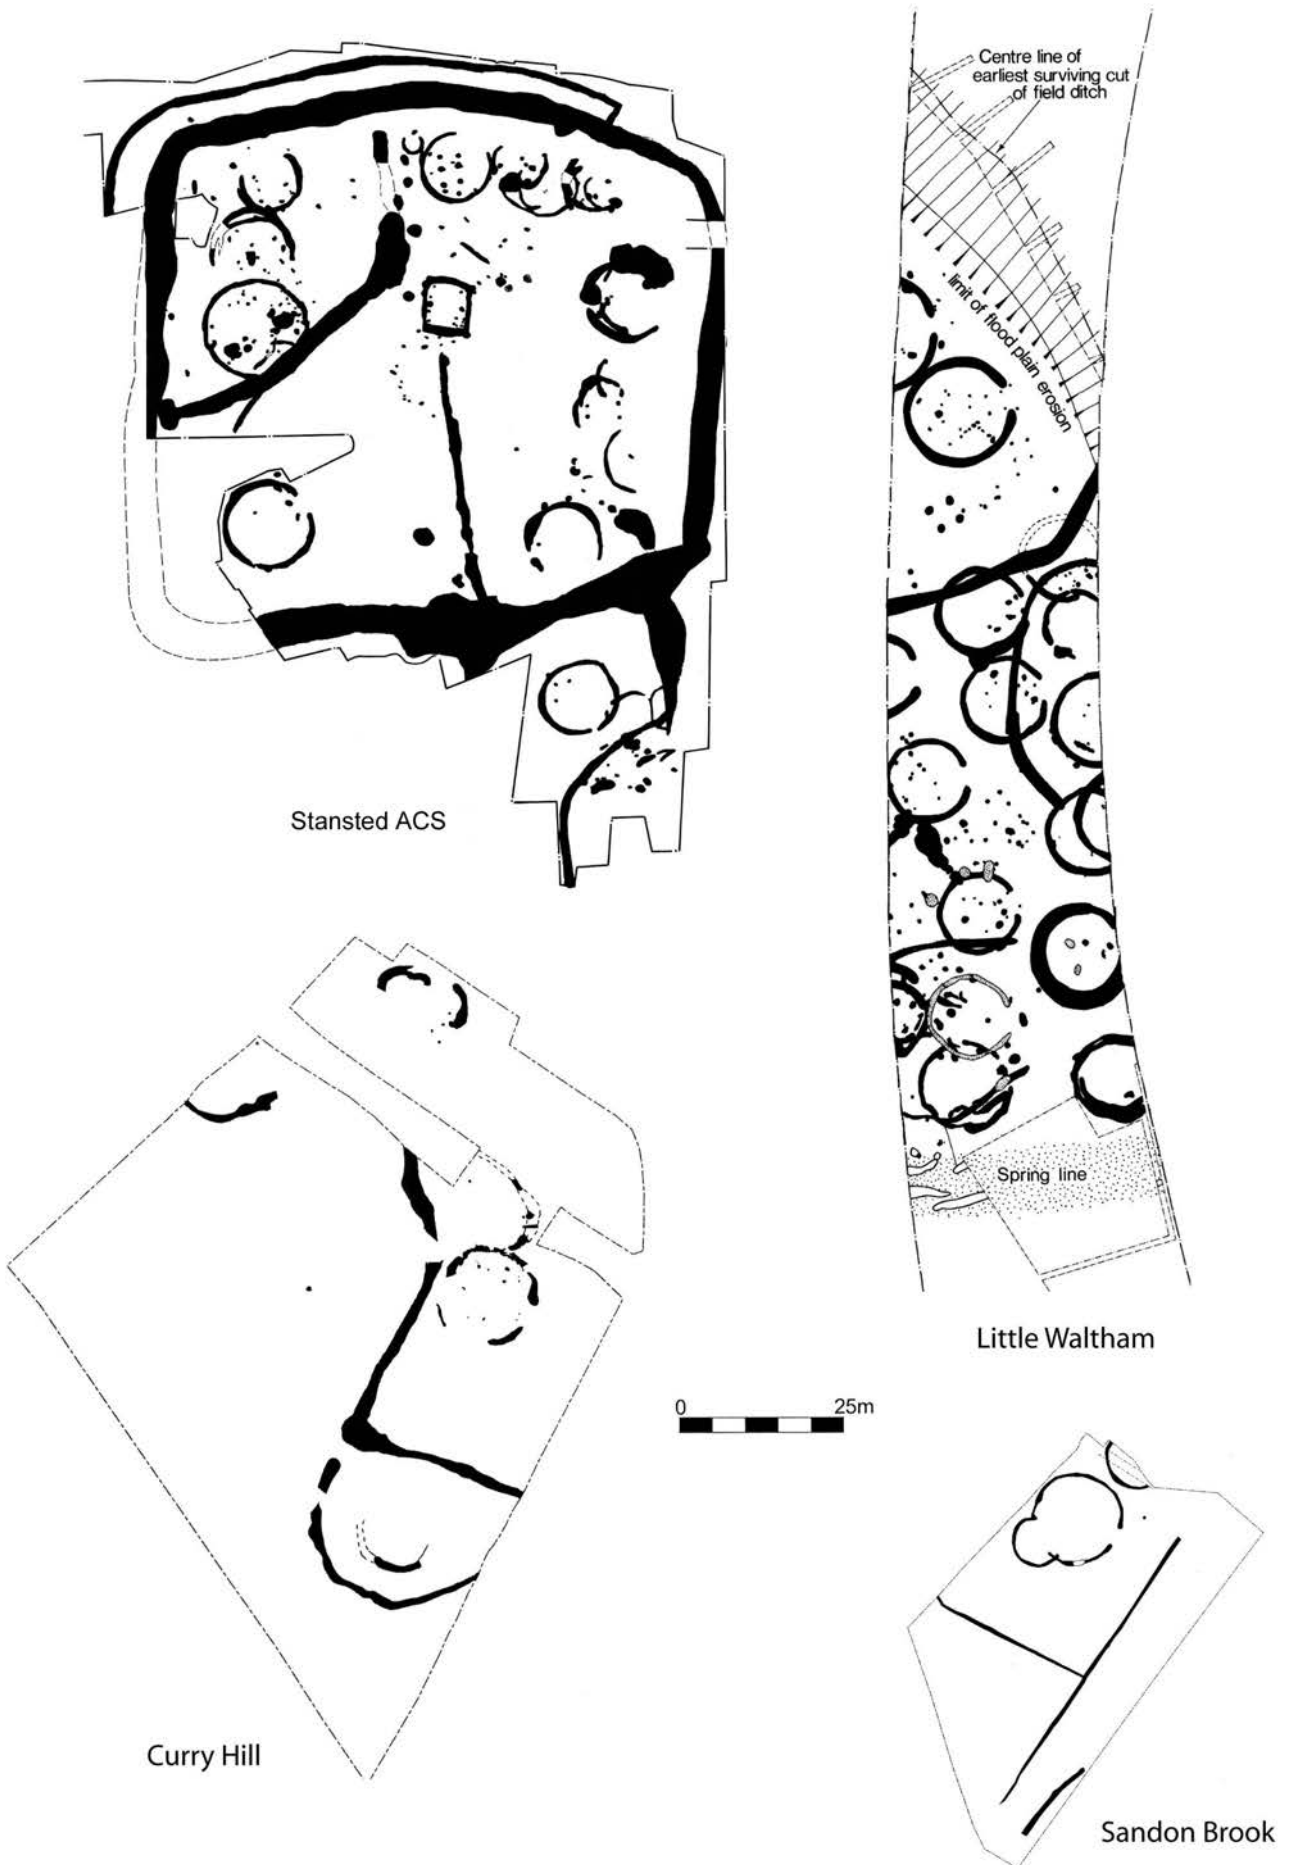 Centre line of
earliest surviving cut
of field ditch
limit of flood plain erosion
Stansted ACS
Spring line
Little Waltham
0 25m
Curry Hill
Sandon Brook